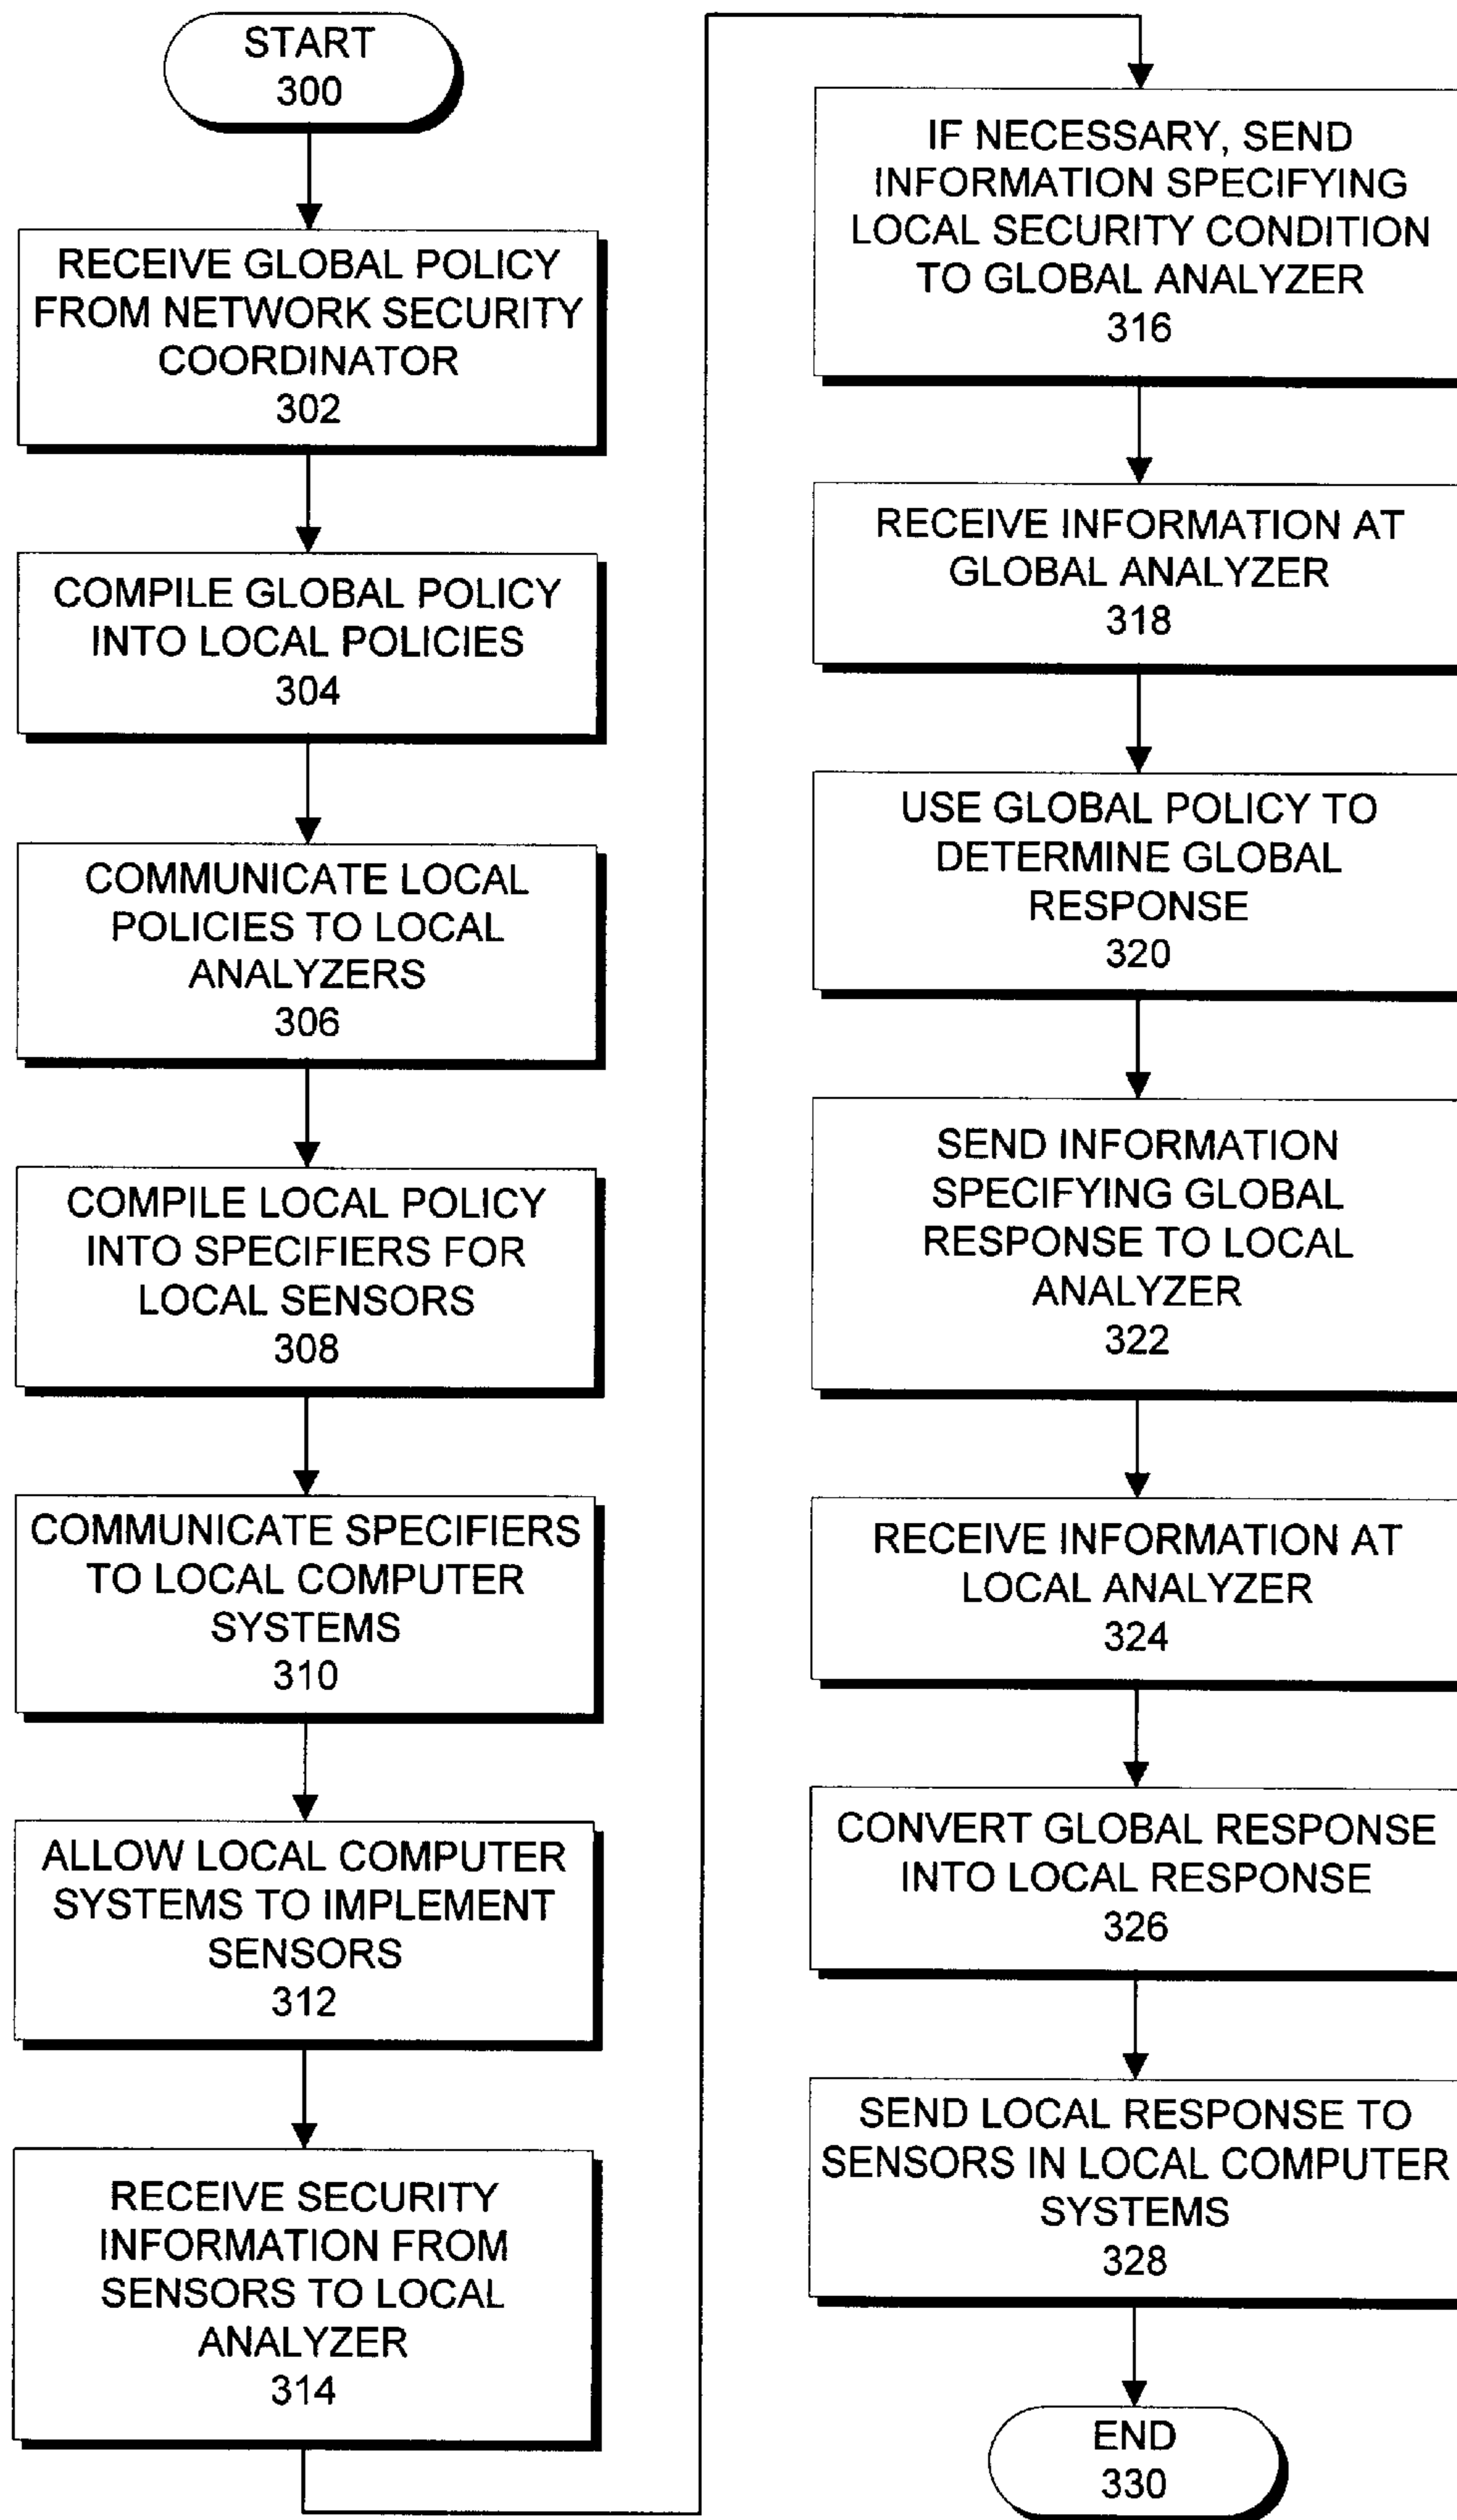 START
300
RECEIVE GLOBAL POLICY
FROM NETWORK SECURITY
COORDINATOR
302
COMPILE GLOBAL POLICY
INTO LOCAL POLICIES
304
COMMUNICATE LOCAL
POLICIES TO LOCAL
ANALYZERS
306
COMPILE LOCAL POLICY
INTO SPECIFIERS FOR
LOCAL SENSORS
308
COMMUNICATE SPECIFIERS
TO LOCAL COMPUTER
SYSTEMS
310
ALLOW LOCAL COMPUTER
SYSTEMS TO IMPLEMENT
SENSORS
312
RECEIVE SECURITY
INFORMATION FROM
SENSORS TO LOCAL
ANALYZER
314
IF NECESSARY, SEND
INFORMATION SPECIFYING
LOCAL SECURITY CONDITION
TO GLOBAL ANALYZER
316
RECEIVE INFORMATION AT
GLOBAL ANALYZER
318
USE GLOBAL POLICY TO
DETERMINE GLOBAL
RESPONSE
320
SEND INFORMATION
SPECIFYING GLOBAL
RESPONSE TO LOCAL
ANALYZER
322
RECEIVE INFORMATION AT
LOCAL ANALYZER
324
CONVERT GLOBAL RESPONSE
INTO LOCAL RESPONSE
326
SEND LOCAL RESPONSE TO
SENSORS IN LOCAL COMPUTER
SYSTEMS
328
END
330